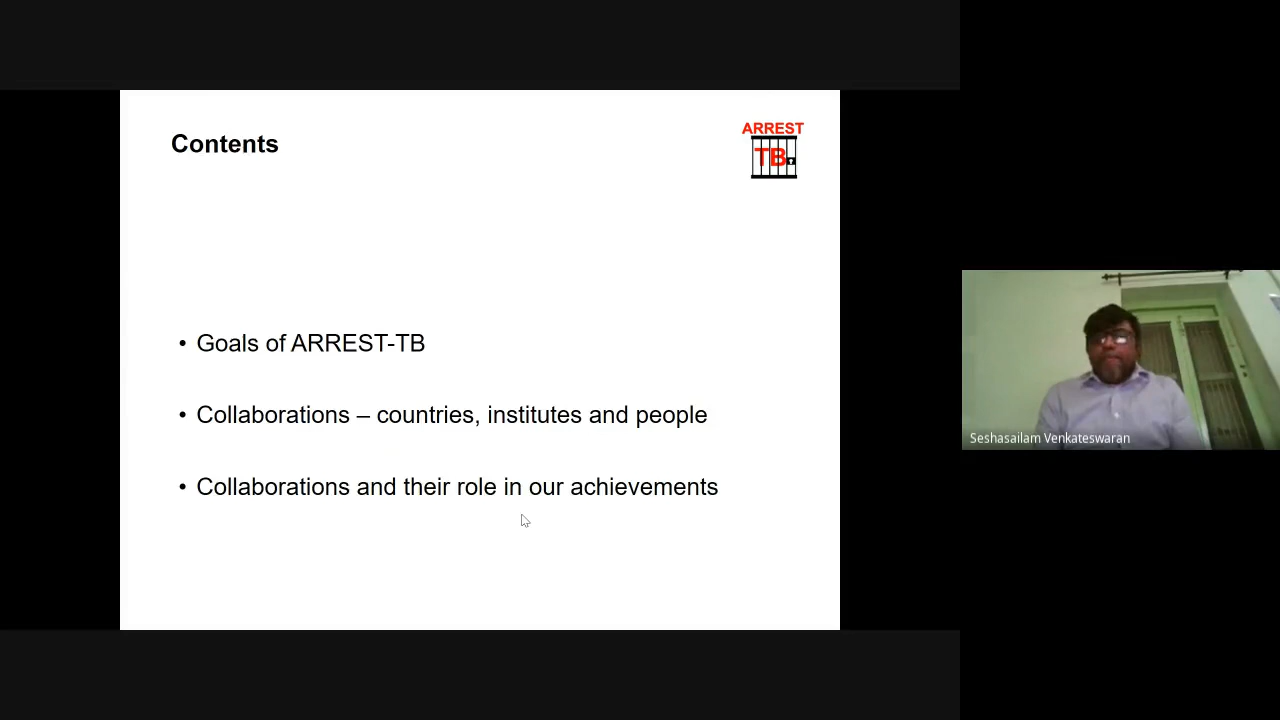 Contents
ARREST
TB
• Goals of ARREST-TB
• Collaborations – countries, institutes and people
• Collaborations and their role in our achievements
Seshasailam Venkateswaran